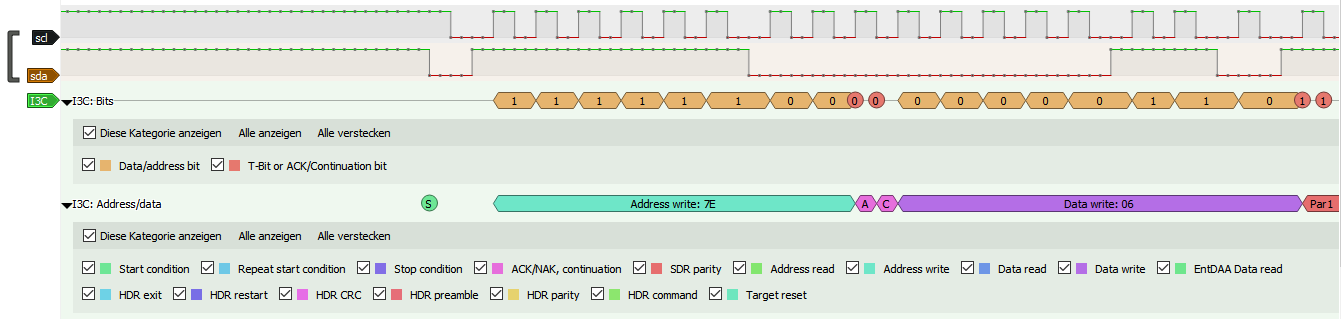 scl
sda
I3C I3C: Bits 1 1 1 1 1 1 0 0 0 0 0 0 0 0 0 1 1 0 1 1
Diese Kategorie anzeigen Alle anzeigen Alle verstecken
Data/address bit T-Bit or ACK/Continuation bit
I3C: Address/data S Address write: 7E A C Data write: 06 Par1
Diese Kategorie anzeigen Alle anzeigen Alle verstecken
Start condition Repeat start condition Stop condition ACK/NAK, continuation SDR parity Address read Address write Data read Data write EntDAA Data read
HDR exit HDR restart HDR CRC HDR preamble HDR parity HDR command Target reset